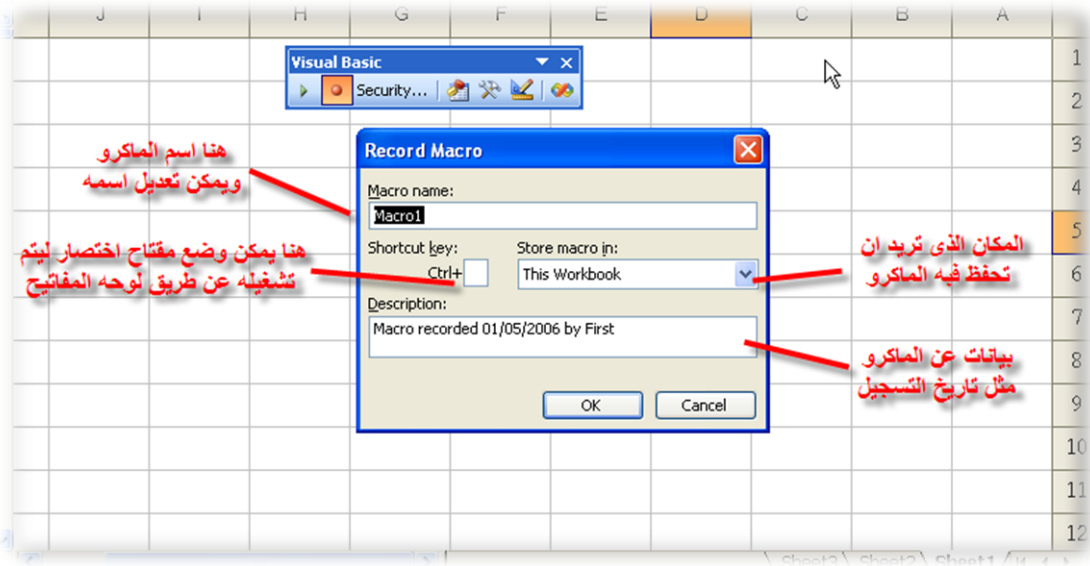 J I H G F E D C B A
Visual Basic
Security...
1
2
Record Macro
3
هنا اسم الماكرو
ويمكن تعديل اسمه
Macro name:
4
Macro1
5
هنا يمكن وضع مفتاح اختصار ليتم
تشغيله عن طريق لوحه المفاتيح
Shortcut key:
Store macro in:
المكان الذى تريد ان
تحفظ فيه الماكرو
Ctrl+
This Workbook
6
Description:
7
Macro recorded 01/05/2006 by First
بيانات عن الماكرو
مثل تاريخ التسجيل
8
OK
Cancel
9
10
11
12
Sheet3 Sheet2 Sheet1